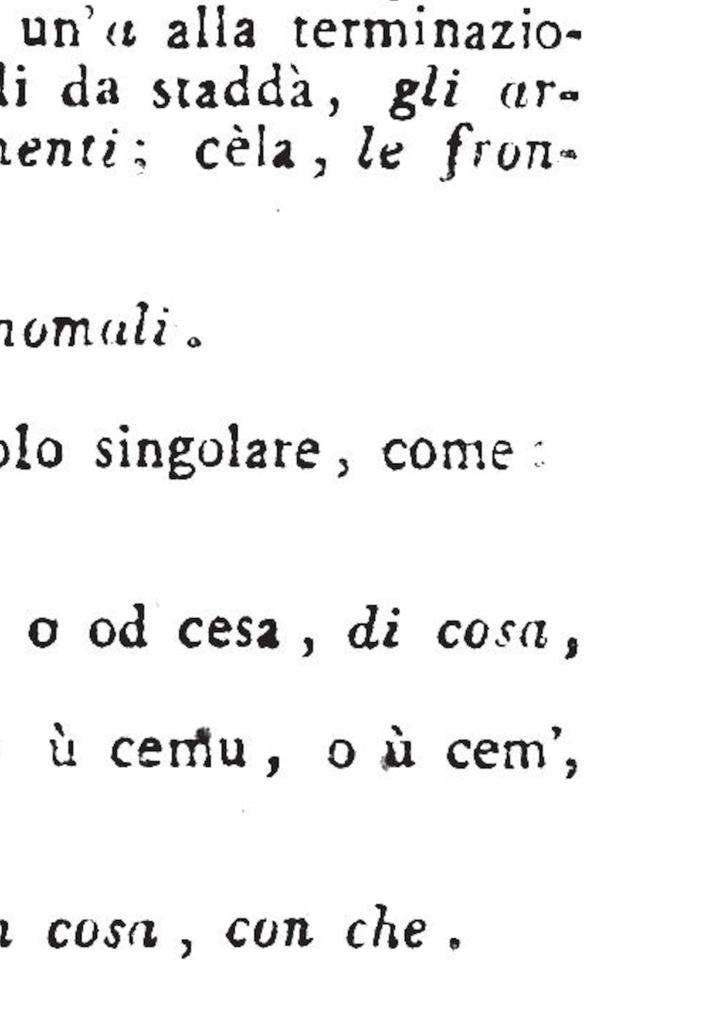 un'a alla terminazio-
li da staddà, gli ar-
menti; cèla, le fron-
nomali.
olo singolare, come:
o od cesa, di cosa,
ù cemu, o ù cem',
cosa, con che.